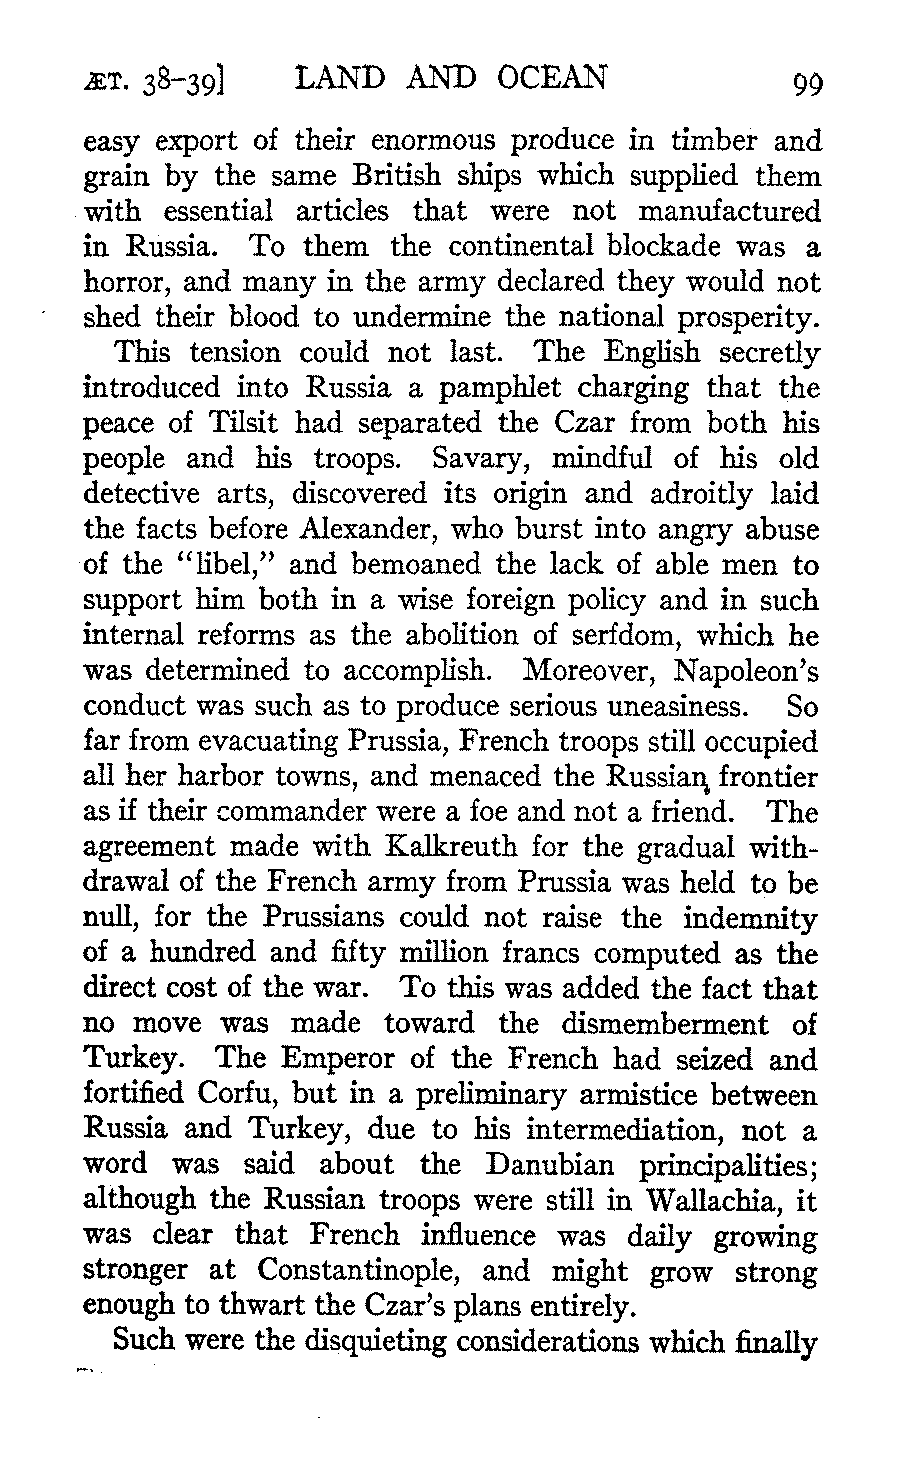 ÆT. 38–39] LAND AND OCEAN 99
easy export of their enormous produce in timber and
grain by the same British ships which supplied them
with essential articles that were not manufactured
in Russia. To them the continental blockade was a
horror, and many in the army declared they would not
shed their blood to undermine the national prosperity.
This tension could not last. The English secretly
introduced into Russia a pamphlet charging that the
peace of Tilsit had separated the Czar from both his
people and his troops. Savary, mindful of his old
detective arts, discovered its origin and adroitly laid
the facts before Alexander, who burst into angry abuse
of the "libel," and bemoaned the lack of able men to
support him both in a wise foreign policy and in such
internal reforms as the abolition of serfdom, which he
was determined to accomplish. Moreover, Napoleon's
conduct was such as to produce serious uneasiness. So
far from evacuating Prussia, French troops still occupied
all her harbor towns, and menaced the Russian frontier
as if their commander were a foe and not a friend. The
agreement made with Kalkreuth for the gradual with-
drawal of the French army from Prussia was held to be
null, for the Prussians could not raise the indemnity
of a hundred and fifty million francs computed as the
direct cost of the war. To this was added the fact that
no move was made toward the dismemberment of
Turkey. The Emperor of the French had seized and
fortified Corfu, but in a preliminary armistice between
Russia and Turkey, due to his intermediation, not a
word was said about the Danubian principalities;
although the Russian troops were still in Wallachia, it
was clear that French influence was daily growing
stronger at Constantinople, and might grow strong
enough to thwart the Czar's plans entirely.
Such were the disquieting considerations which finally